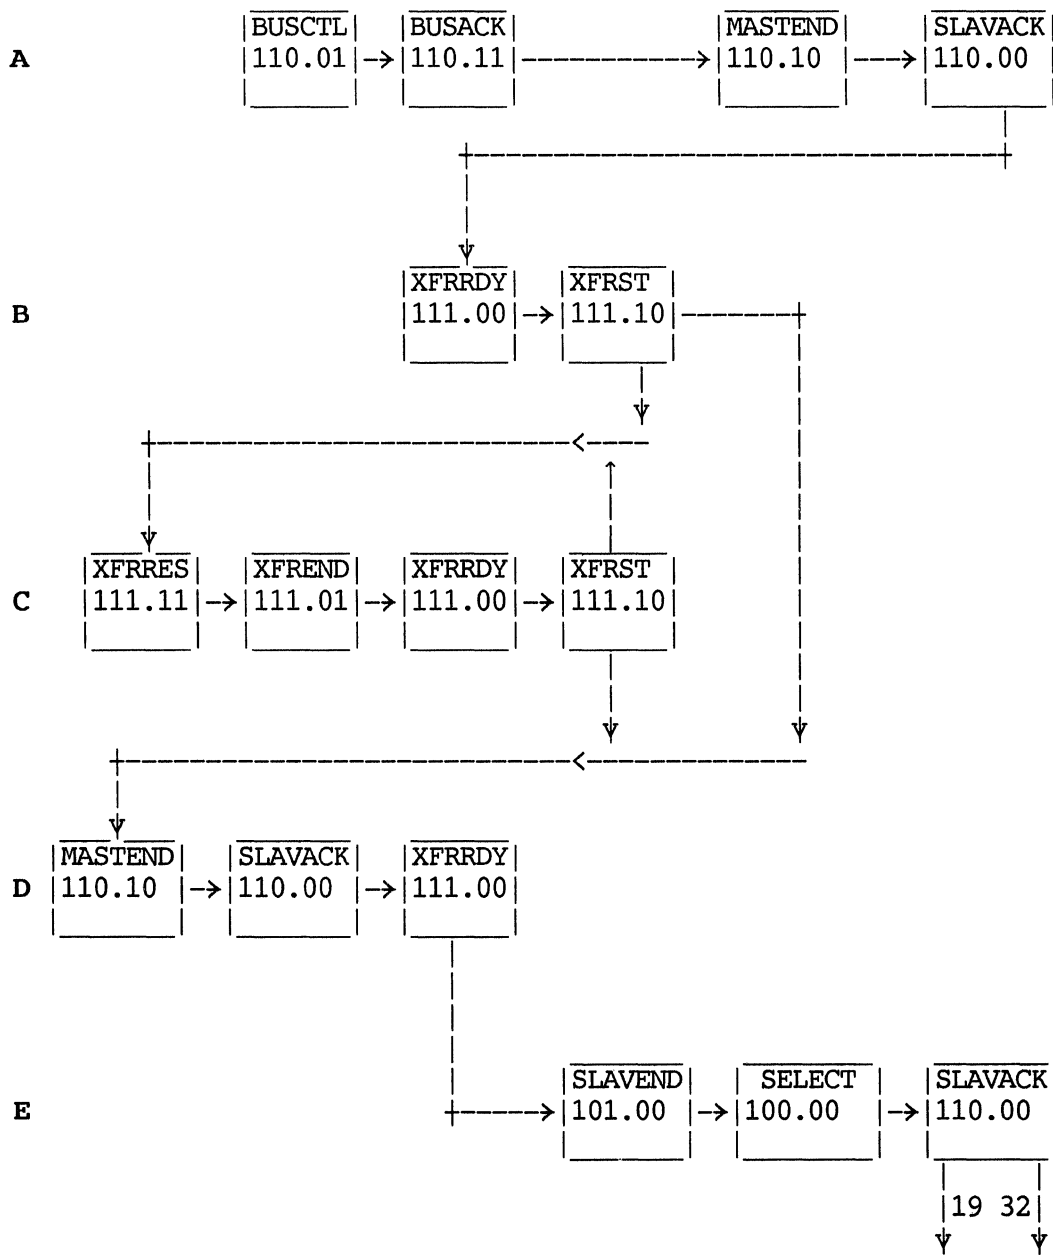 BUSCTL BUSACK MASTEND SLAVACK
A 110.01 110.11 110.10 110.00
XFRRDY XFRST
B 111.00 111.10
XFRRES XFREND XFRRDY XFRST
C 111.11 111.01 111.00 111.10
MASTEND SLAVACK XFRRDY
D 110.10 110.00 111.00
SLAVEND SELECT SLAVACK
E 101.00 100.00 110.00
19 32